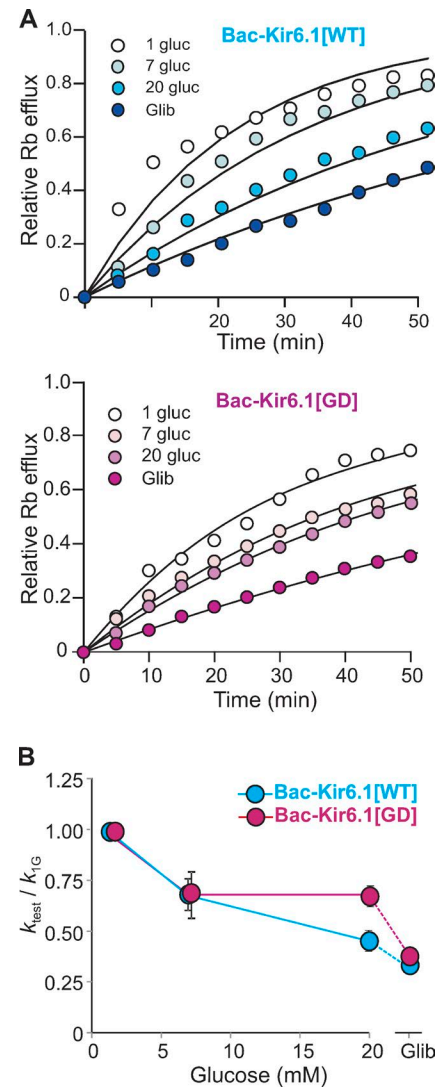 A
Bac-Kir6.1[WT]
1.0
0.8
0.6
0.4
0.2
0
Relative Rb efflux
1 gluc
7 gluc
20 gluc
Glib
10
20
30
40
50
Time (min)
Bac-Kir6.1[GD]
1.0
0.8
0.6
0.4
0.2
0
Relative Rb efflux
1 gluc
7 gluc
20 gluc
Glib
0
10
20
30
40
50
Time (min)
B
1.25
1.00
0.75
0.50
0.25
k_test / k_1G
Bac-Kir6.1[WT]
Bac-Kir6.1[GD]
0
5
10
15
20
Glib
Glucose (mM)